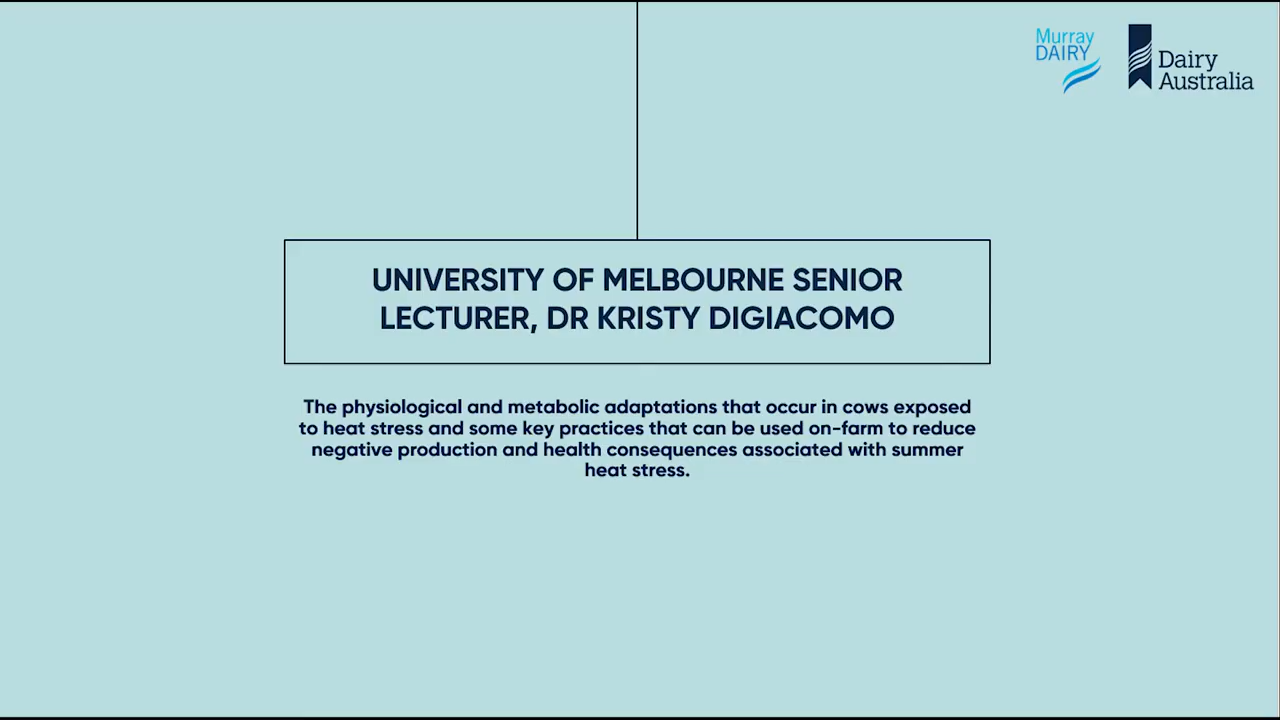 Murray
DAIRY
Dairy
Australia
UNIVERSITY OF MELBOURNE SENIOR
LECTURER, DR KRISTY DIGIACOMO
The physiological and metabolic adaptations that occur in cows exposed
to heat stress and some key practices that can be used on-farm to reduce
negative production and health consequences associated with summer
heat stress.